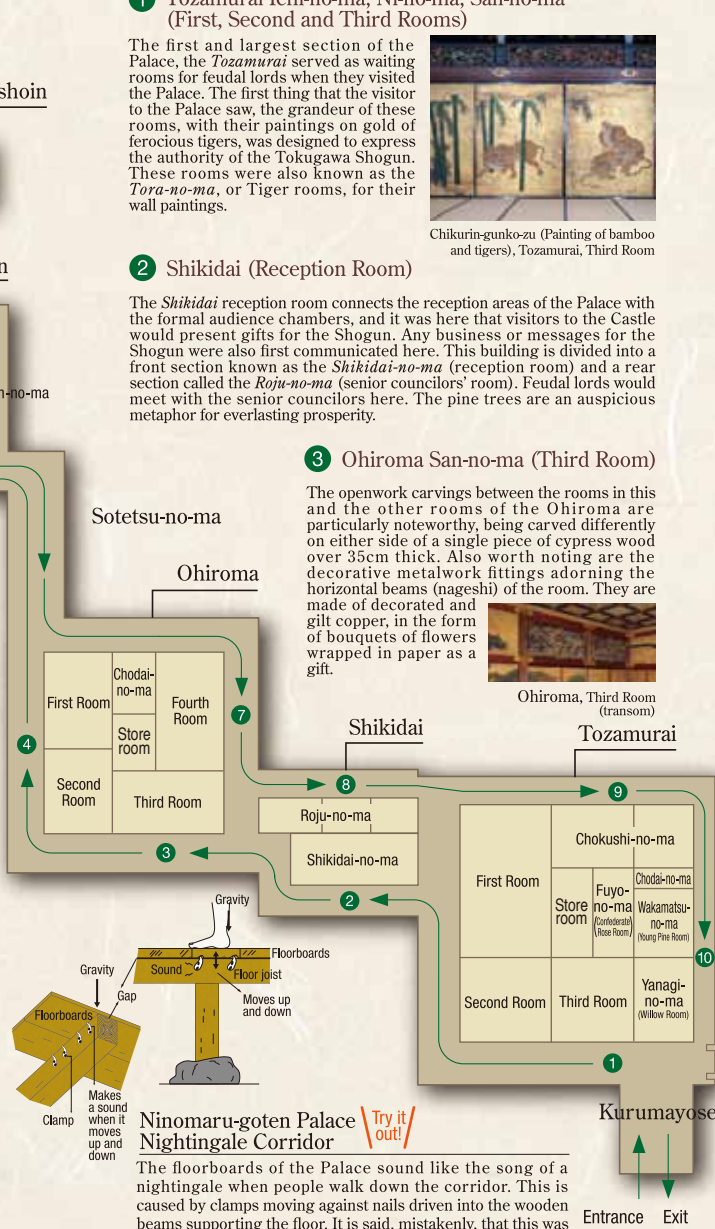 1 Tozamurai Ichi-no-ma, Ni-no-ma, San-no-ma
(First, Second and Third Rooms)
The first and largest section of the
Palace, the Tozamurai served as waiting
rooms for feudal lords when they visited
the Palace. The first thing that the visitor
to the Palace saw, the grandeur of these
rooms, with their paintings on gold of
ferocious tigers, was designed to express
the authority of the Tokugawa Shogun.
These rooms were also known as the
Tora-no-ma, or Tiger rooms, for their
wall paintings.
Chikurin-gunko-zu (Painting of bamboo
and tigers), Tozamurai, Third Room
shoin
n
2 Shikidai (Reception Room)
The Shikidai reception room connects the reception areas of the Palace with
the formal audience chambers, and it was here that visitors to the Castle
would present gifts for the Shogun. Any business or messages for the
Shogun were also first communicated here. This building is divided into a
front section known as the Shikidai-no-ma (reception room) and a rear
section called the Roju-no-ma (senior councilors' room). Feudal lords would
meet with the senior councilors here. The pine trees are an auspicious
metaphor for everlasting prosperity.
n-no-ma
3 Ohiroma San-no-ma (Third Room)
The openwork carvings between the rooms in this
and the other rooms of the Ohiroma are
particularly noteworthy, being carved differently
on either side of a single piece of cypress wood
over 35cm thick. Also worth noting are the
decorative metalwork fittings adorning the
horizontal beams (nageshi) of the room. They are
made of decorated and
gilt copper, in the form
of bouquets of flowers
wrapped in paper as a
gift.
Ohiroma, Third Room
(transom)
Sotetsu-no-ma
Ohiroma
First Room
Chodai-
no-ma
Fourth
Room
Store
room
Second
Room
Third Room
4
7
3
Shikidai
8
Roju-no-ma
Shikidai-no-ma
2
Tozamurai
9
Chokushi-no-ma
First Room
Store
room
Fuyo-
no-ma
(Confederate
Rose Room)
Chodai-no-ma
Wakamatsu-
no-ma
(Young Pine Room)
10
Second Room
Third Room
Yanagi-
no-ma
(Willow Room)
1
Kurumayose
Entrance
Exit
Gravity
Floorboards
Sound
Floor joist
Moves up
and down
Gravity
Gap
Floorboards
Clamp
Makes
a sound
when it
moves
up and
down
Ninomaru-goten Palace
Nightingale Corridor
Try it
out!
The floorboards of the Palace sound like the song of a
nightingale when people walk down the corridor. This is
caused by clamps moving against nails driven into the wooden
beams supporting the floor. It is said, mistakenly, that this was